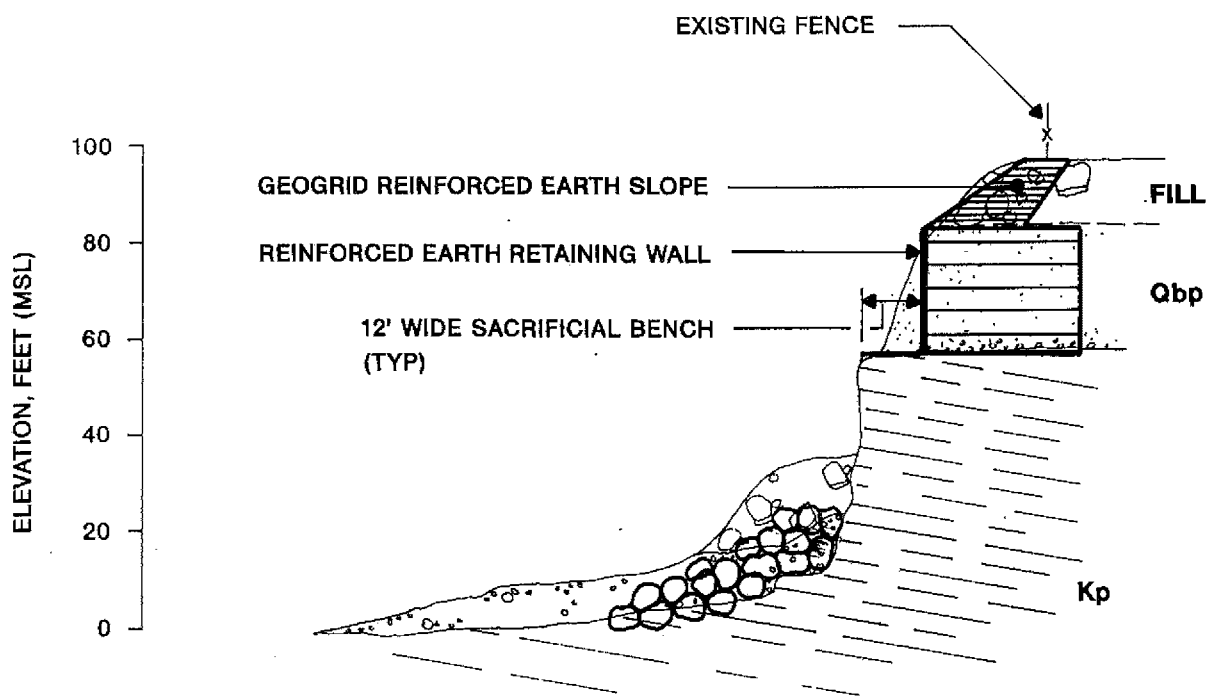 EXISTING FENCE
X
100
GEOGRID REINFORCED EARTH SLOPE
FILL
80
REINFORCED EARTH RETAINING WALL
Qbp
12' WIDE SACRIFICIAL BENCH
(TYP)
60
40
20
0
Kp
ELEVATION, FEET (MSL)